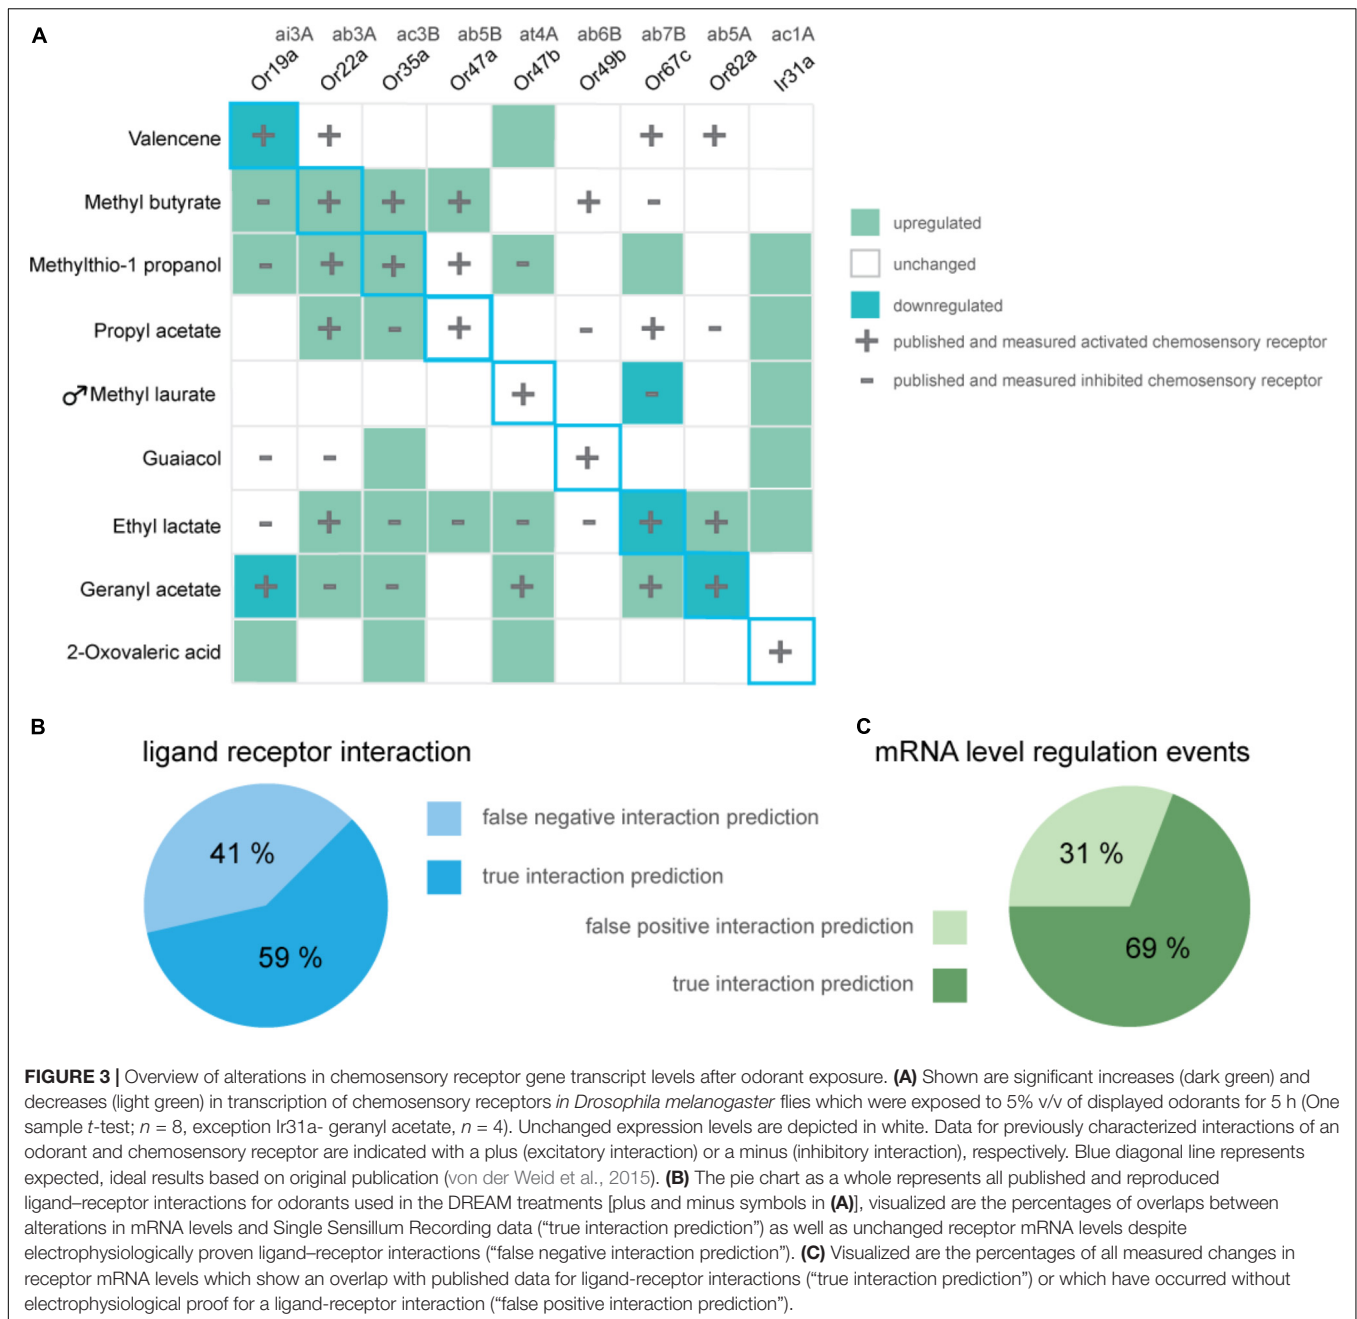 A
ai3A ab3A ac3B ab5B at4A ab6B ab7B ab5A ac1A
Or19a Or22a Or35a Or47a Or47b Or49b Or67c Or82a Ir31a
Valencene + + + +
Methyl butyrate - + + + + -
Methylthio-1 propanol - + + + -
Propyl acetate + - + - + -
♂Methyl laurate + -
Guaiacol - - +
Ethyl lactate - + - - - - + +
Geranyl acetate + - - + + +
2-Oxovaleric acid +
upregulated
unchanged
downregulated
+ published and measured activated chemosensory receptor
- published and measured inhibited chemosensory receptor
B
ligand receptor interaction
41 %
59 %
false negative interaction prediction
true interaction prediction
C
mRNA level regulation events
31 %
69 %
false positive interaction prediction
true interaction prediction
FIGURE 3 | Overview of alterations in chemosensory receptor gene transcript levels after odorant exposure. (A) Shown are significant increases (dark green) and
decreases (light green) in transcription of chemosensory receptors in Drosophila melanogaster flies which were exposed to 5% v/v of displayed odorants for 5 h (One
sample t-test; n = 8, exception Ir31a- geranyl acetate, n = 4). Unchanged expression levels are depicted in white. Data for previously characterized interactions of an
odorant and chemosensory receptor are indicated with a plus (excitatory interaction) or a minus (inhibitory interaction), respectively. Blue diagonal line represents
expected, ideal results based on original publication (von der Weid et al., 2015). (B) The pie chart as a whole represents all published and reproduced
ligand–receptor interactions for odorants used in the DREAM treatments [plus and minus symbols in (A)], visualized are the percentages of overlaps between
alterations in mRNA levels and Single Sensillum Recording data (“true interaction prediction”) as well as unchanged receptor mRNA levels despite
electrophysiologically proven ligand–receptor interactions (“false negative interaction prediction”). (C) Visualized are the percentages of all measured changes in
receptor mRNA levels which show an overlap with published data for ligand-receptor interactions (“true interaction prediction”) or which have occurred without
electrophysiological proof for a ligand-receptor interaction (“false positive interaction prediction”).